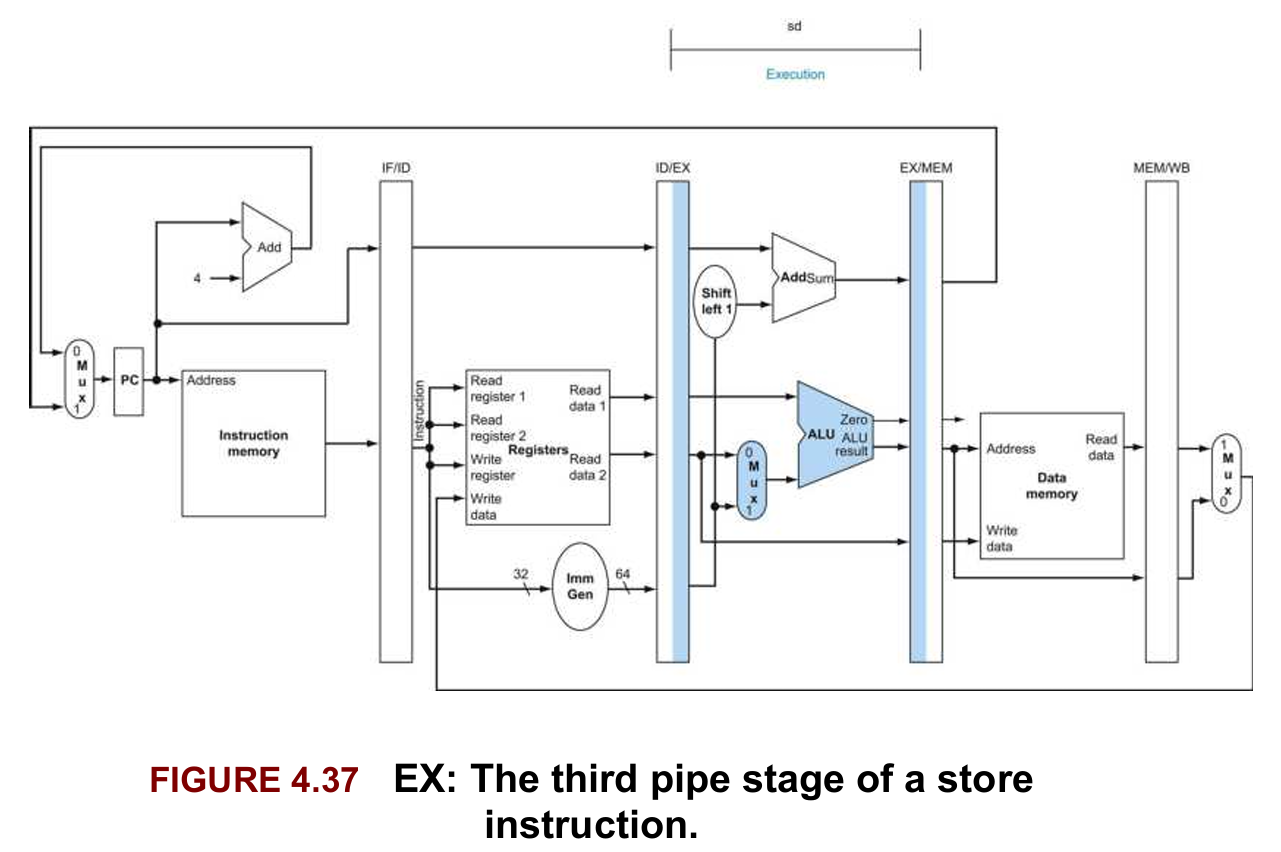 sd
Execution
IF/ID
ID/EX
EX/MEM
MEM/WB
Add
4
Shift
left 1
AddSum
0
M
u
x
1
PC
Address
Instruction
memory
Instruction
Read
register 1
Read
register 2
Write
register
Write
data
Registers
Read
data 1
Read
data 2
0
M
u
x
1
Zero
ALU
ALU
result
Address
Read
data
Data
memory
Write
data
1
M
u
x
0
32
Imm
Gen
64
FIGURE 4.37 EX: The third pipe stage of a store
instruction.